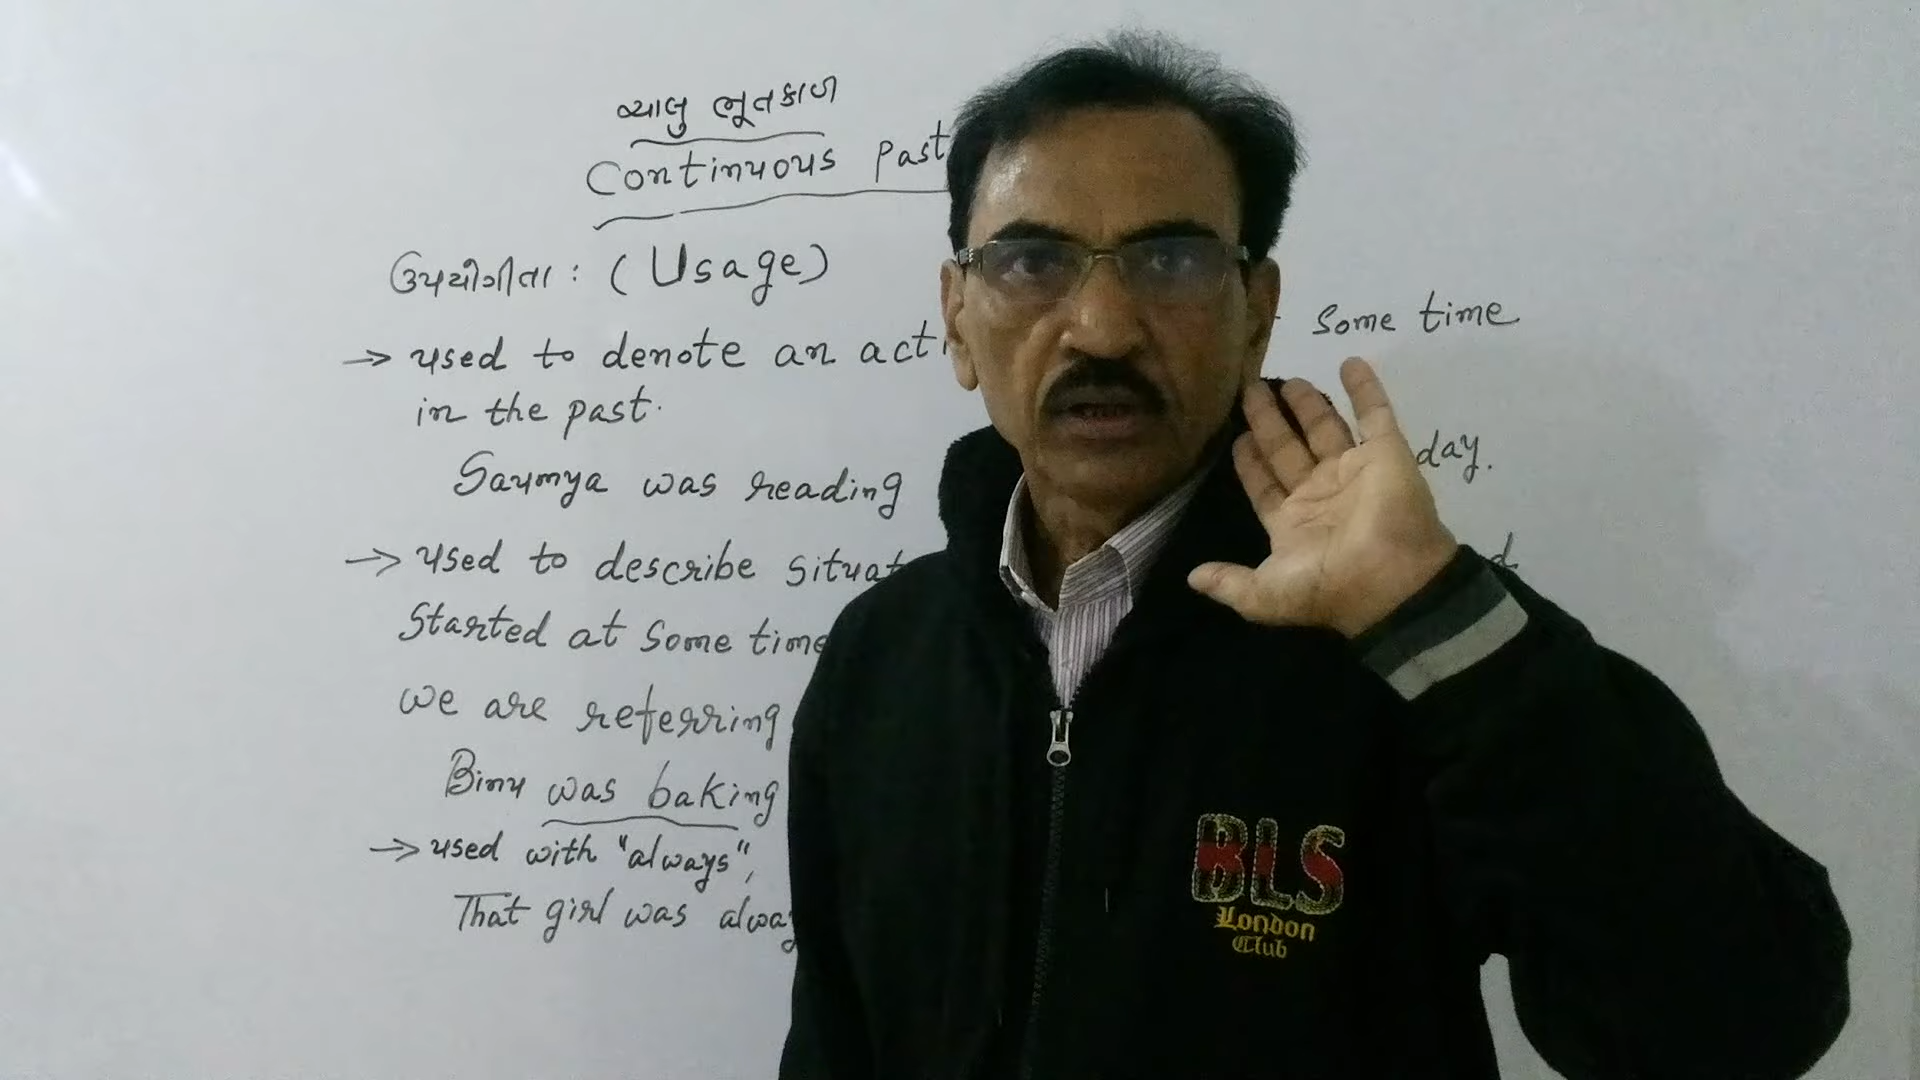 ચાલુ ભૂતકાળ
Continuous past
ઉપયોગીતા : (Usage)
→ used to denote an acti some time
in the past.
Saumya was reading day.
→ used to describe situat d
Started at some time
we are referring
Binu was baking
→ used with "always",
That girl was alway
BLS
London
Club